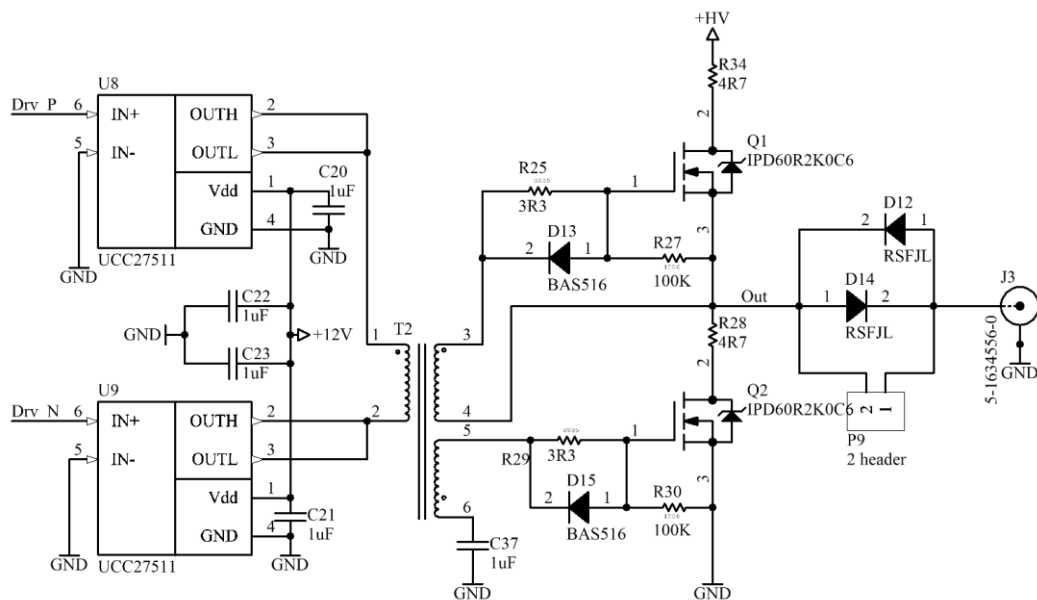 U8
Drv_P
6
IN+
OUTH
2
5
IN-
OUTL
3
Vdd
1
GND
4
UCC27511
GND
C20
1uF
GND
C22
1uF
GND
+12V
C23
1uF
U9
Drv_N
6
IN+
OUTH
2
5
IN-
OUTL
3
Vdd
1
GND
4
UCC27511
GND
C21
1uF
GND
1
T2
3
2
4
5
6
C37
1uF
GND
+HV
R34
4R7
2
Q1
IPD60R2K0C6
R25
3R3
1
D13
2
1
BAS516
R27
100K
3
Out
R28
4R7
2
Q2
IPD60R2K0C6
R29
3R3
1
D15
2
1
BAS516
R30
100K
3
GND
D12
2
1
RSFJL
D14
1
2
RSFJL
2
1
P9
2 header
J3
5-1634556-0
GND